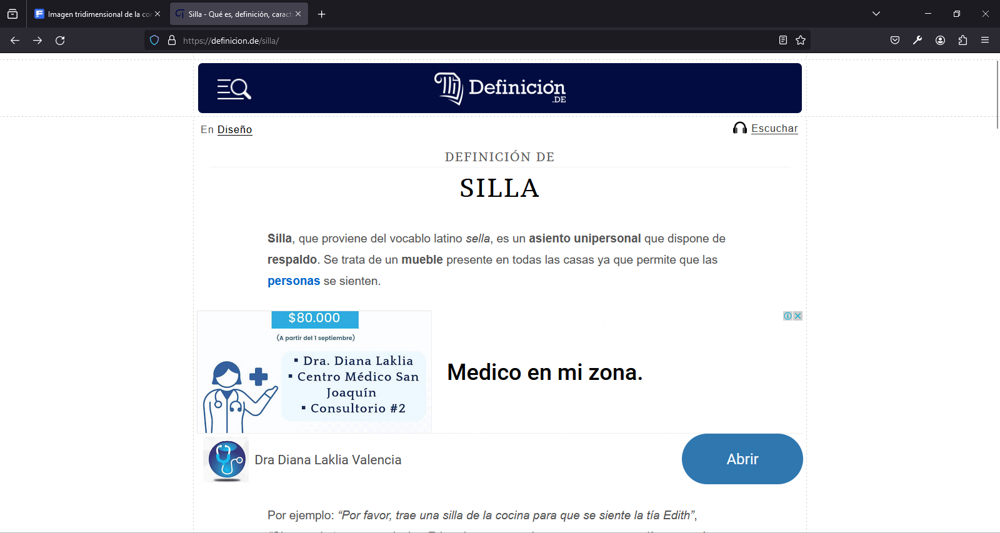 Imagen tridimensional de la co
Silla - Qué es, definición, caract
https://definicion.de/silla/
Definición
.DE
En Diseño
Escuchar
DEFINICIÓN DE
SILLA
Silla, que proviene del vocablo latino sella, es un asiento unipersonal que dispone de
respaldo. Se trata de un mueble presente en todas las casas ya que permite que las
personas se sienten.
$80.000
(A partir del 1 septiembre)
▪ Dra. Diana Laklia
▪ Centro Médico San
Joaquín
▪ Consultorio #2
Medico en mi zona.
Dra Diana Laklia Valencia
Abrir
Por ejemplo: “Por favor, trae una silla de la cocina para que se siente la tía Edith”,